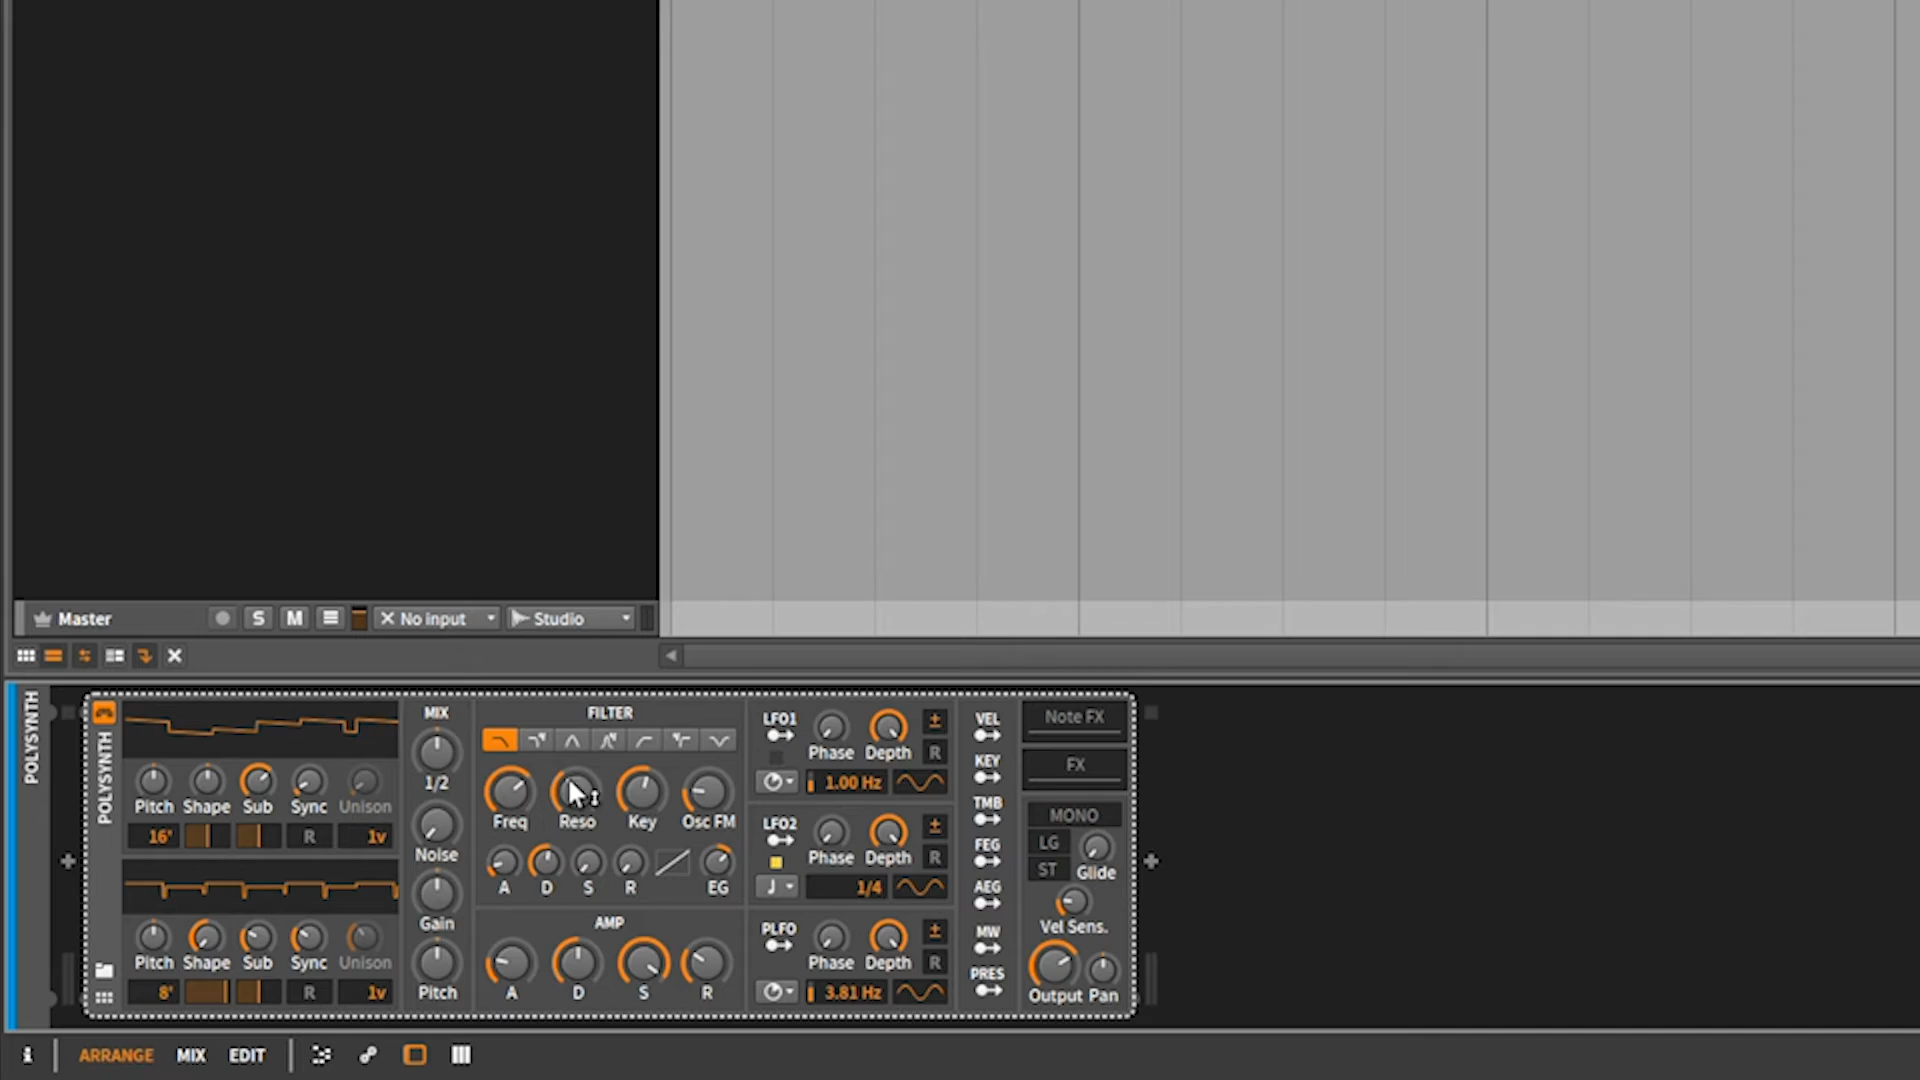 Master
S
M
No input
Studio
POLYSYNTH
POLYSYNTH
Pitch Shape Sub Sync Unison
16' R 1v
Pitch Shape Sub Sync Unison
8' R 1v
MIX
1/2
Noise
Gain
Pitch
FILTER
Freq Reso Key Osc FM
A D S R EG
AMP
A D S R
LFO1
Phase Depth ± R
1.00 Hz
LFO2
Phase Depth ± R
1/4
PLFO
Phase Depth ± R
3.81 Hz
VEL
KEY
TMB
FEG
AEG
MW
PRES
Note FX
FX
MONO
LG
ST
Glide
Vel Sens.
Output Pan
i ARRANGE MIX EDIT